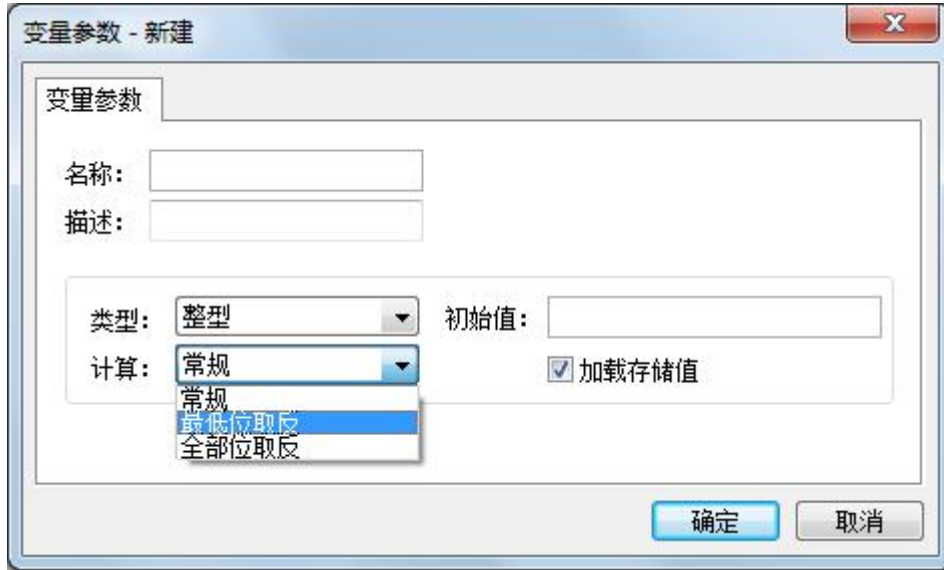 变量参数 - 新建
变量参数
名称：
描述：
类型： 整型 初始值：
计算： 常规 加载存储值
常规
最低位取反
全部位取反
确定 取消